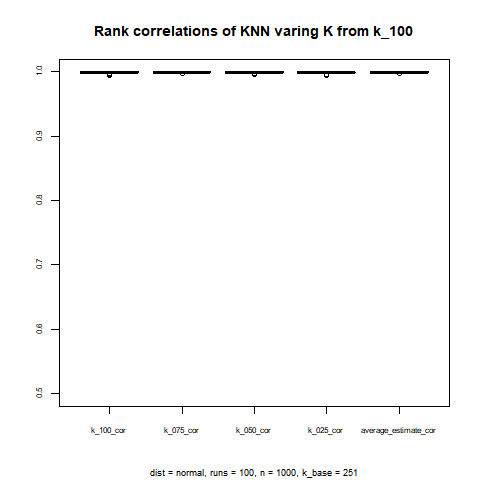 Rank correlations of KNN varing K from k_100
1.0
0.9
0.8
0.7
0.6
0.5
k_100_cor k_075_cor k_050_cor k_025_cor average_estimate_cor
dist = normal, runs = 100, n = 1000, k_base = 251